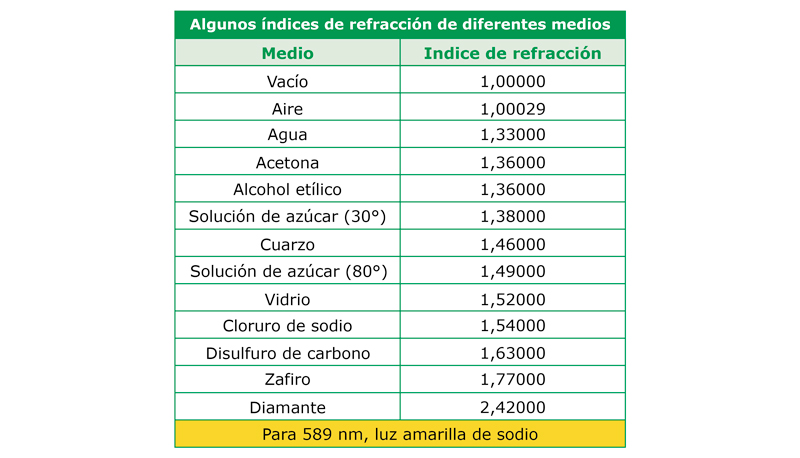 Algunos índices de refracción de diferentes medios
Medio Indice de refracción
Vacío 1,00000
Aire 1,00029
Agua 1,33000
Acetona 1,36000
Alcohol etílico 1,36000
Solución de azúcar (30°) 1,38000
Cuarzo 1,46000
Solución de azúcar (80°) 1,49000
Vidrio 1,52000
Cloruro de sodio 1,54000
Disulfuro de carbono 1,63000
Zafiro 1,77000
Diamante 2,42000
Para 589 nm, luz amarilla de sodio